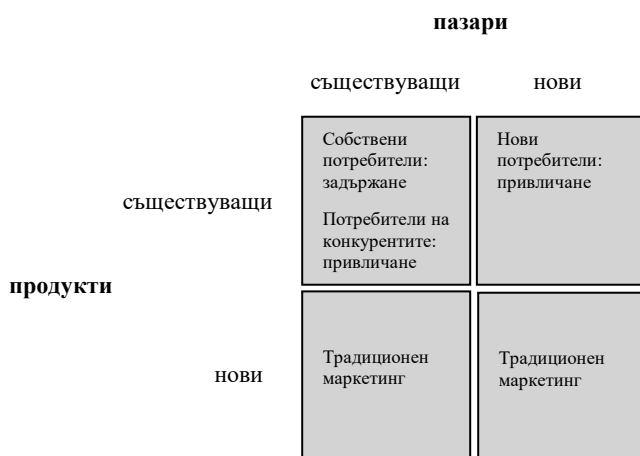 пазари
съществуващи
нови
Собствени
потребители:
задържане
Потребители на
конкурентите:
привличане
Нови
потребители:
привличане
съществуващи
продукти
нови
Традиционен
маркетинг
Традиционен
маркетинг